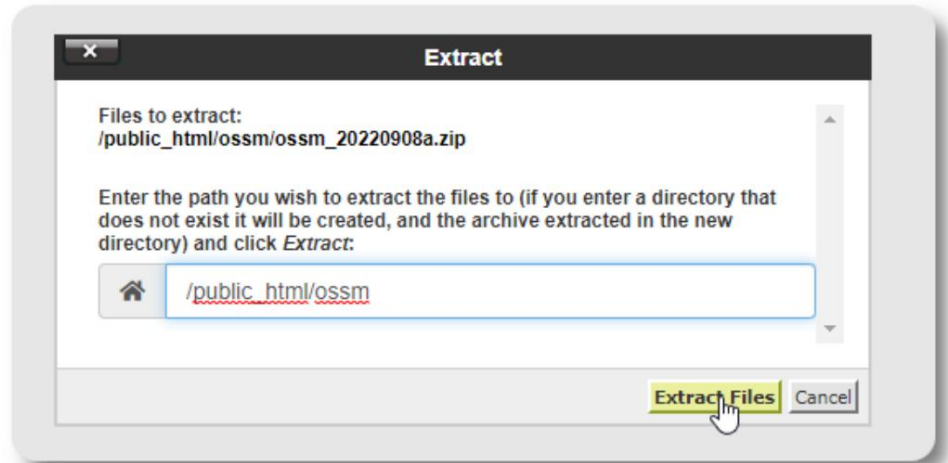 Extract
Files to extract:
/public_html/ossm/ossm_20220908a.zip
Enter the path you wish to extract the files to (if you enter a directory that
does not exist it will be created, and the archive extracted in the new
directory) and click Extract:
/public_html/ossm
Extract Files Cancel